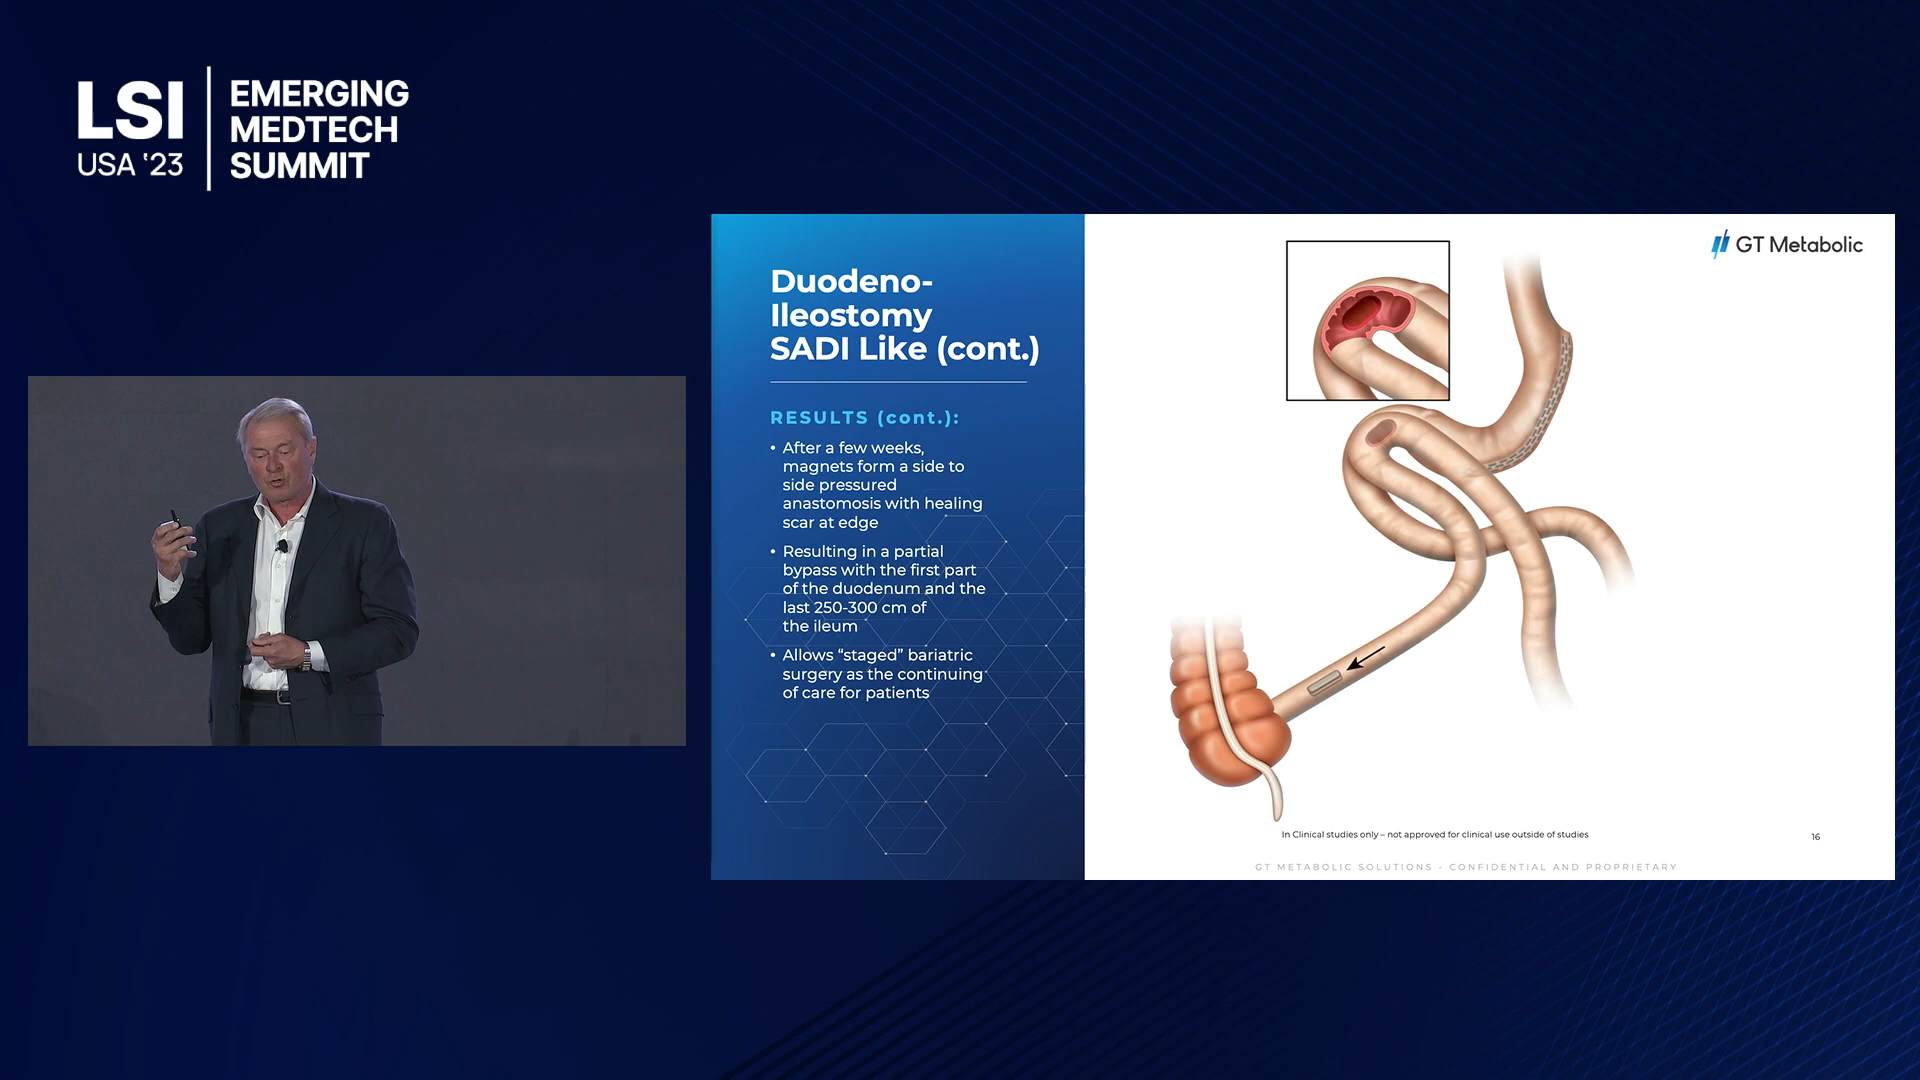 LSI
USA '23
EMERGING
MEDTECH
SUMMIT
GT Metabolic
Duodeno-
Ileostomy
SADI Like (cont.)
RESULTS (cont.):
• After a few weeks,
magnets form a side to
side pressured
anastomosis with healing
scar at edge
• Resulting in a partial
bypass with the first part
of the duodenum and the
last 250-300 cm of
the ileum
• Allows “staged” bariatric
surgery as the continuing
of care for patients
In Clinical studies only – not approved for clinical use outside of studies
16
GT METABOLIC SOLUTIONS - CONFIDENTIAL AND PROPRIETARY